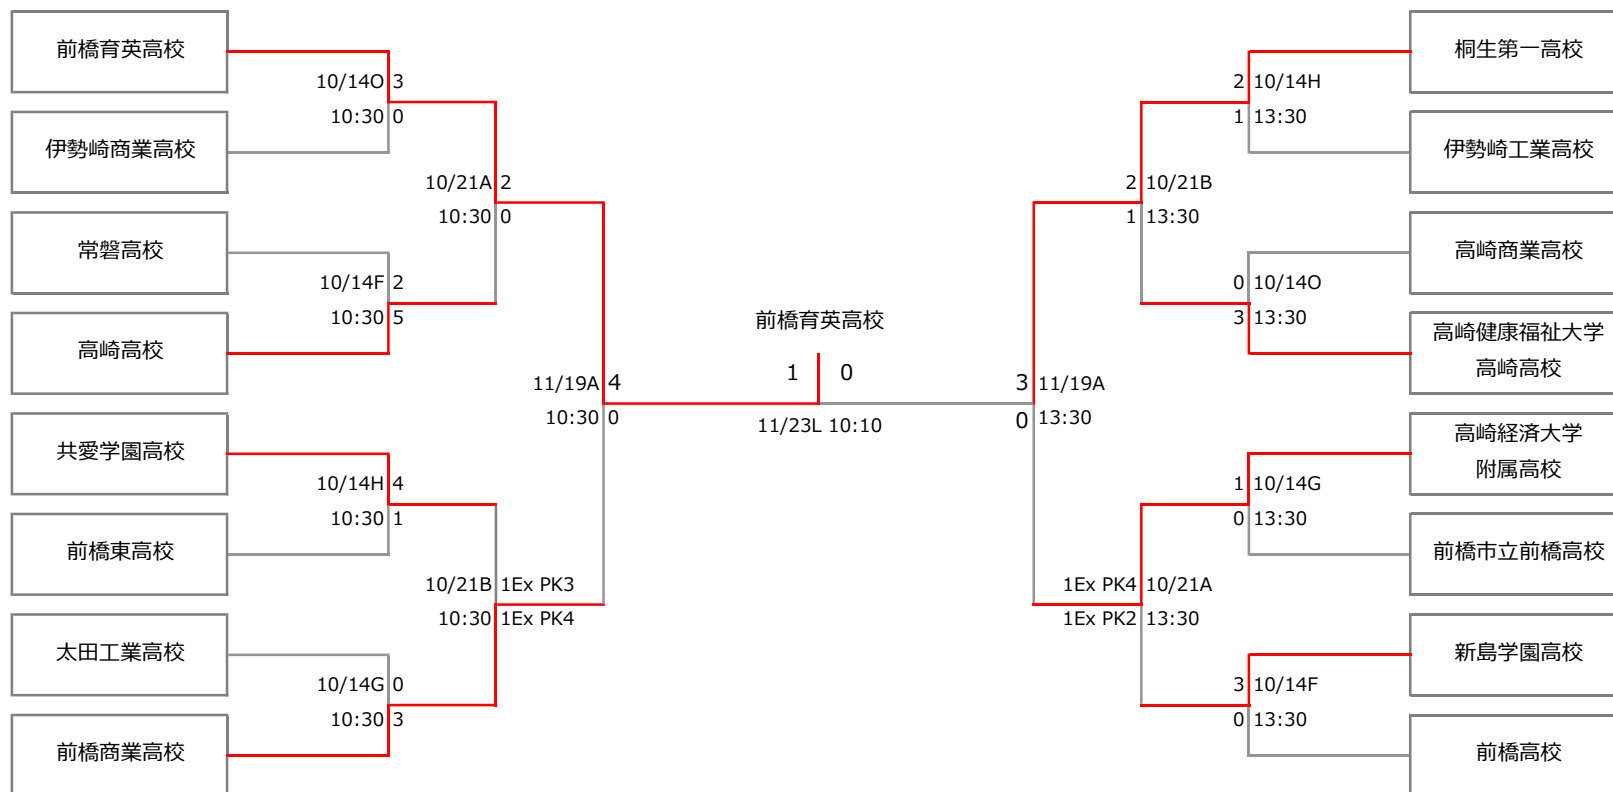 前橋育英高校
10/14O 3
10:30 0
伊勢崎商業高校
10/21A 2
10:30 0
常磐高校
10/14F 2
10:30 5
高崎高校
11/19A 4
10:30 0
共愛学園高校
10/14H 4
10:30 1
前橋東高校
10/21B 1Ex PK3
10:30 1Ex PK4
太田工業高校
10/14G 0
10:30 3
前橋商業高校
前橋育英高校
1 0
11/23L 10:10
桐生第一高校
2 10/14H
1 13:30
伊勢崎工業高校
2 10/21B
1 13:30
高崎商業高校
0 10/14O
3 13:30
高崎健康福祉大学
高崎高校
3 11/19A
0 13:30
高崎経済大学
附属高校
1 10/14G
0 13:30
前橋市立前橋高校
1Ex PK4 10/21A
1Ex PK2 13:30
新島学園高校
3 10/14F
0 13:30
前橋高校